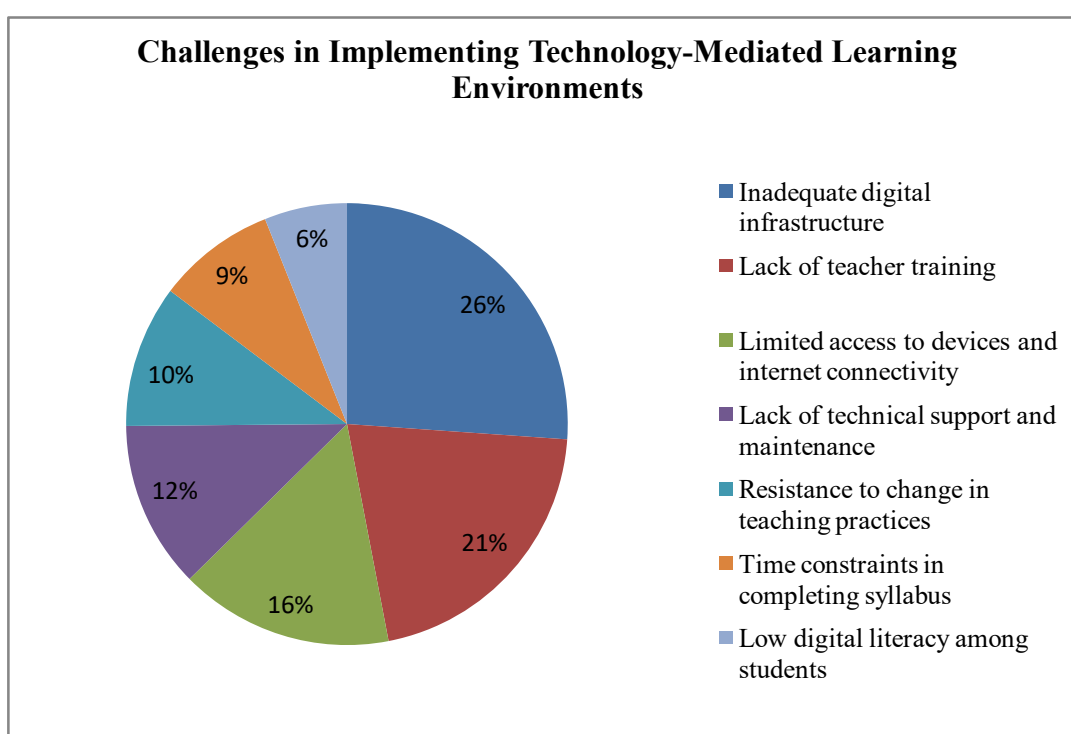 Challenges in Implementing Technology-Mediated Learning
Environments
26%
21%
16%
12%
10%
9%
6%
Inadequate digital
infrastructure
Lack of teacher training
Limited access to devices and
internet connectivity
Lack of technical support and
maintenance
Resistance to change in
teaching practices
Time constraints in
completing syllabus
Low digital literacy among
students